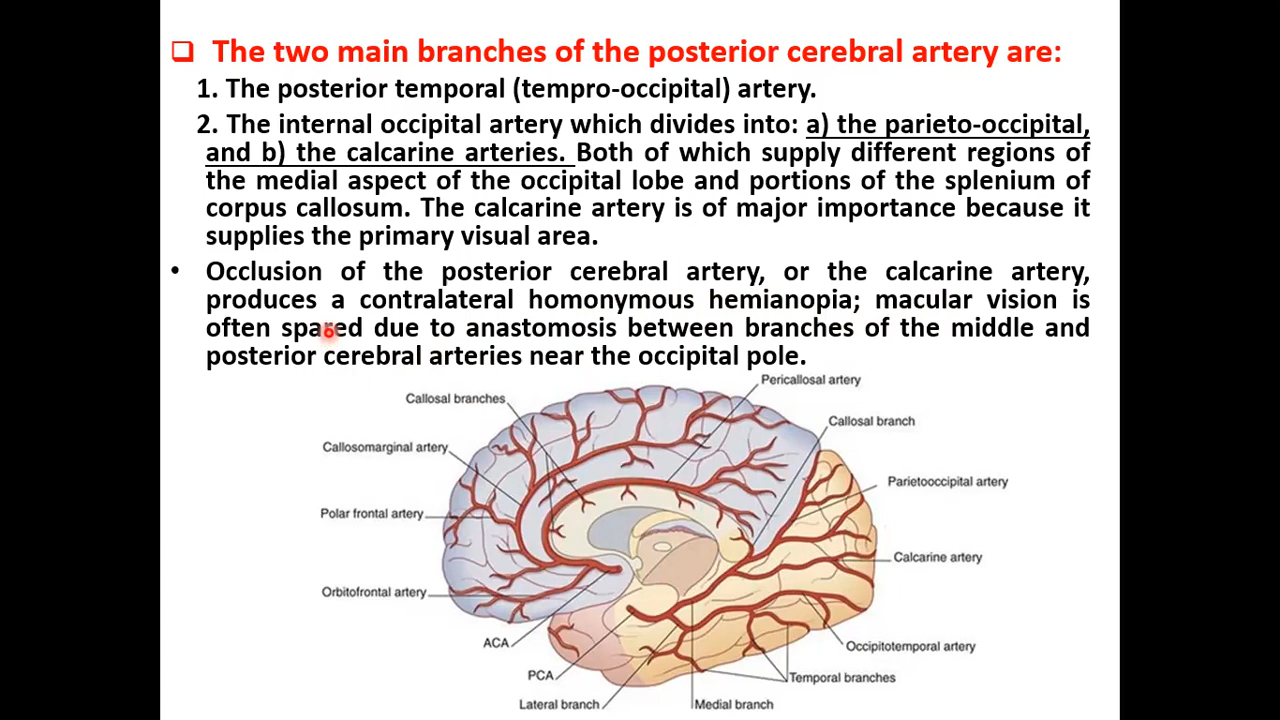 ❑ The two main branches of the posterior cerebral artery are:
1. The posterior temporal (tempro-occipital) artery.
2. The internal occipital artery which divides into: a) the parieto-occipital,
and b) the calcarine arteries. Both of which supply different regions of
the medial aspect of the occipital lobe and portions of the splenium of
corpus callosum. The calcarine artery is of major importance because it
supplies the primary visual area.
• Occlusion of the posterior cerebral artery, or the calcarine artery,
produces a contralateral homonymous hemianopia; macular vision is
often spared due to anastomosis between branches of the middle and
posterior cerebral arteries near the occipital pole.
Pericallosal artery
Callosal branches
Callosal branch
Callosomarginal artery
Parietooccipital artery
Polar frontal artery
Calcarine artery
Orbitofrontal artery
ACA
Occipitotemporal artery
PCA
Temporal branches
Lateral branch
Medial branch